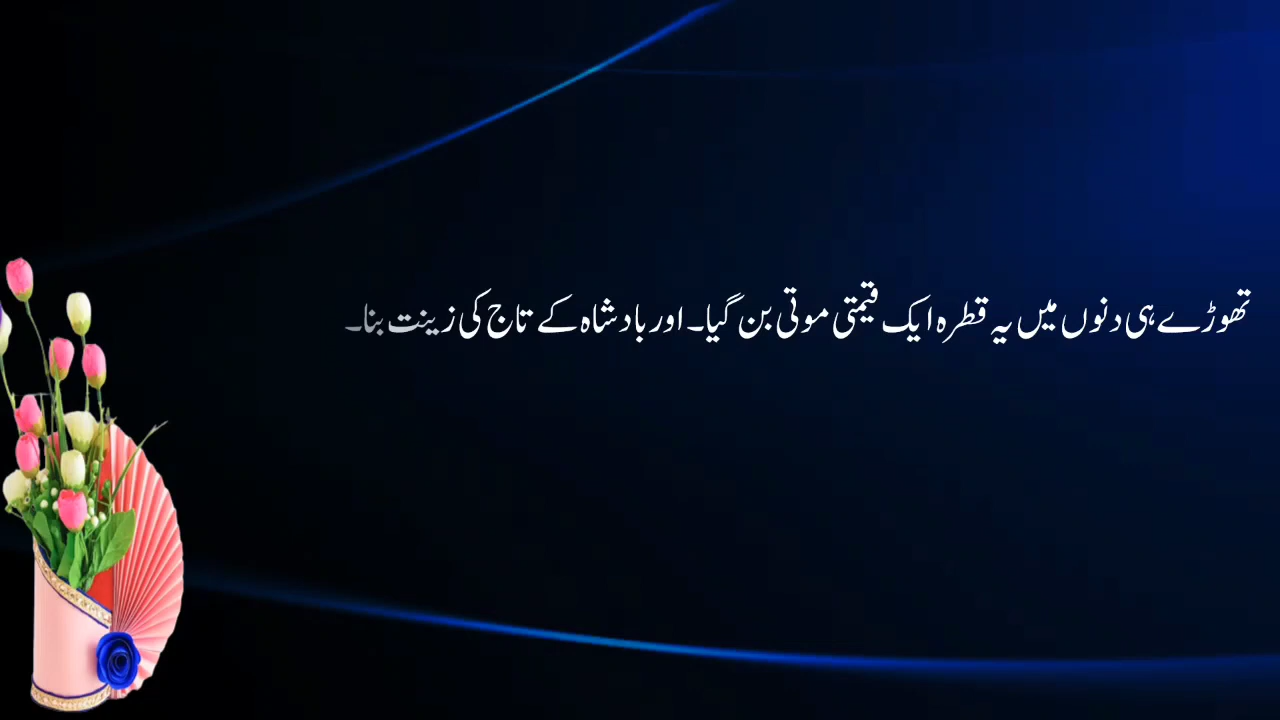 تھوڑے ہی دنوں میں یہ قطرہ ایک قیمتی موتی بن گیا۔ اور بادشاہ کے تاج کی زینت بنا۔